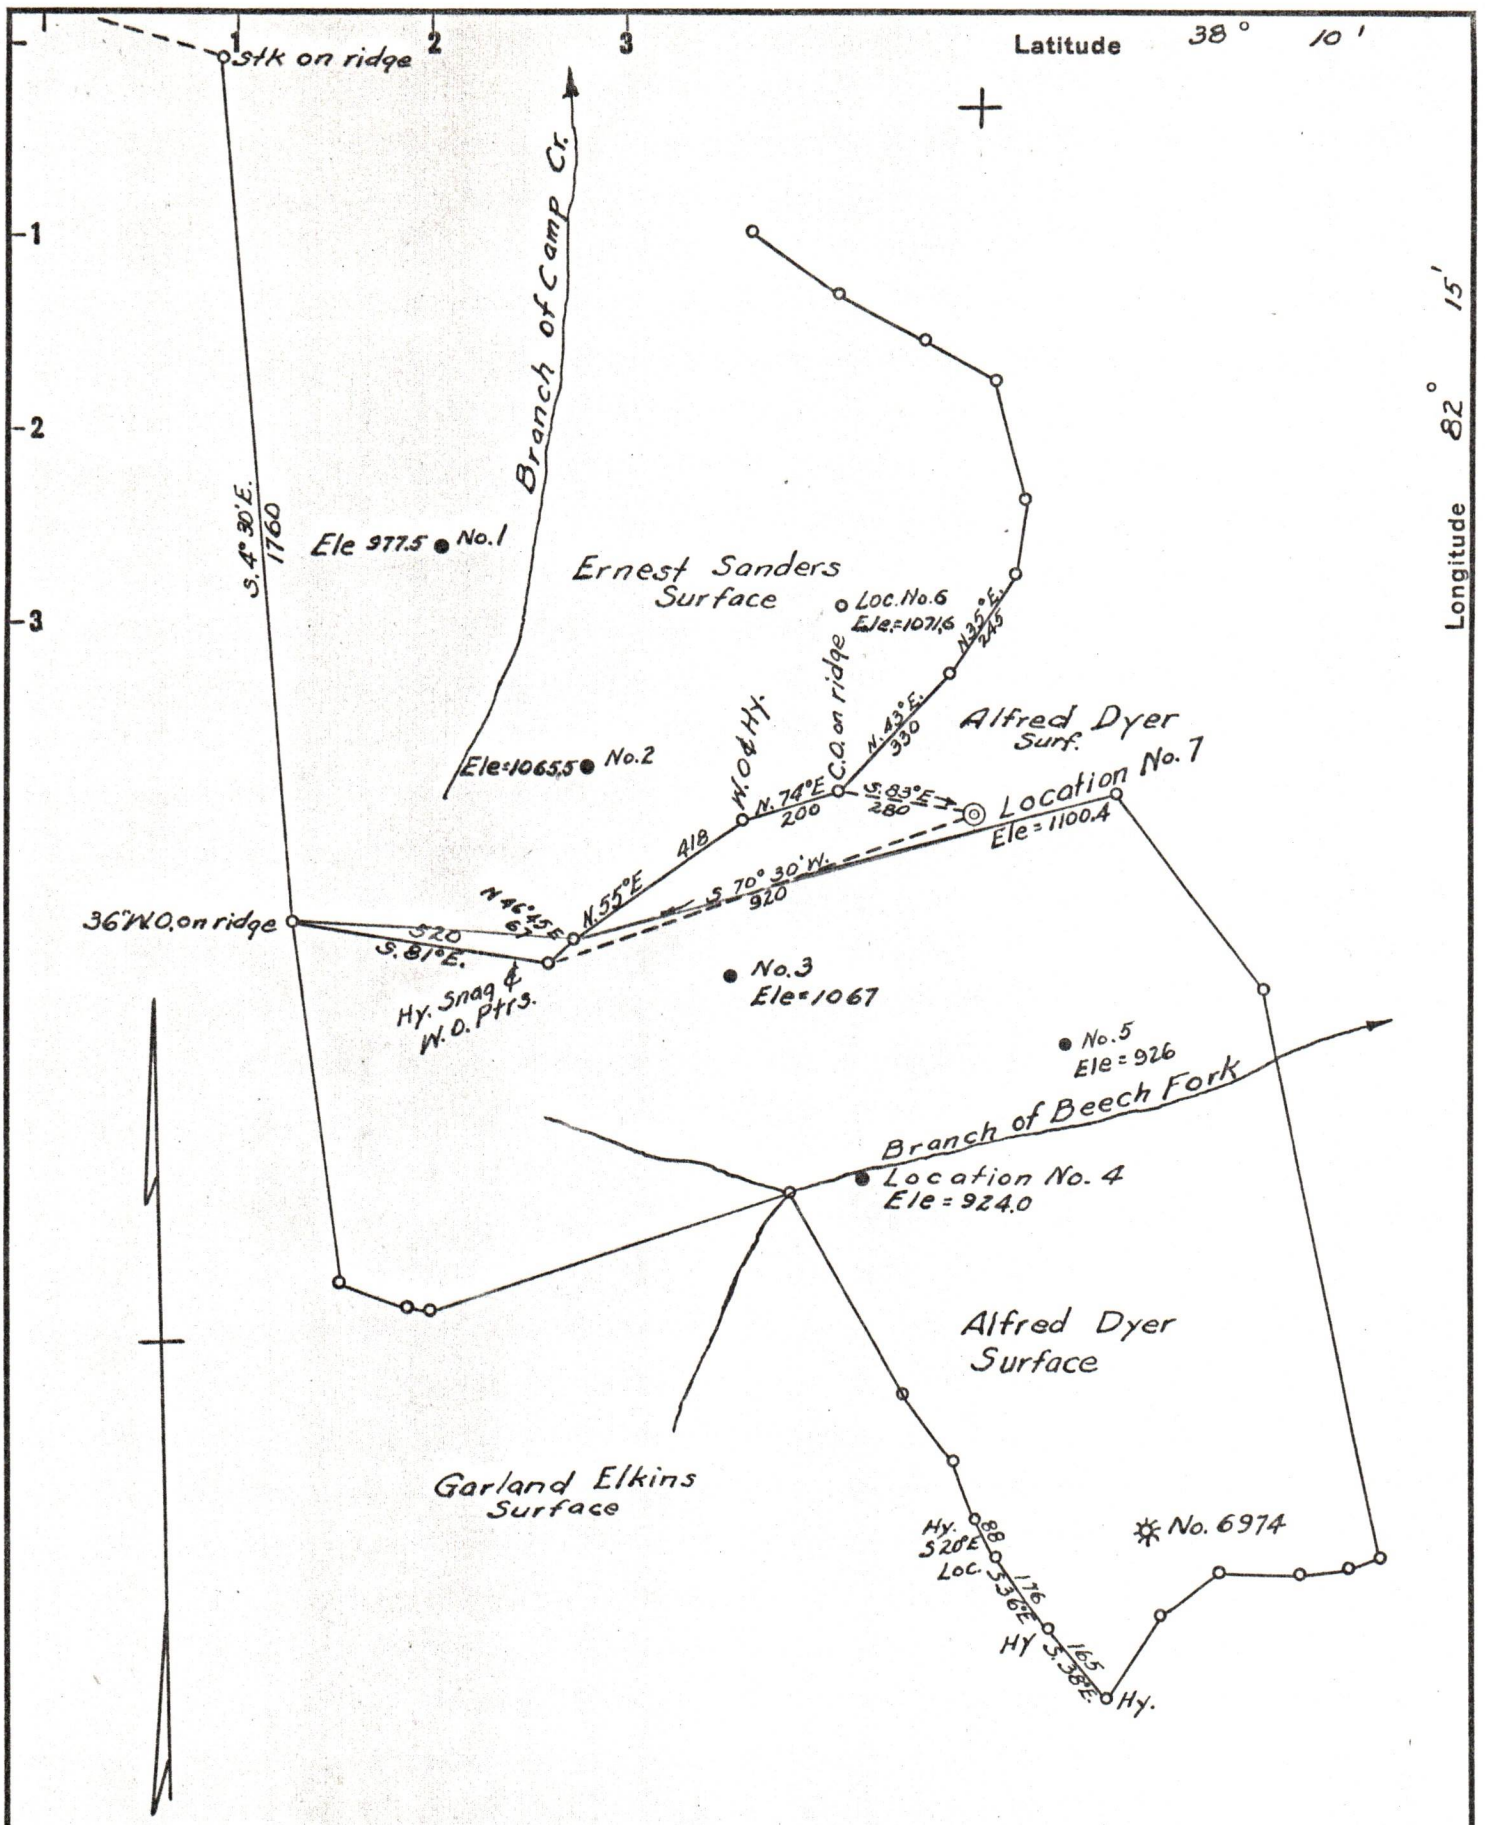 1
2
3
Latitude 38° 10'
Stk on ridge
-1
-2
-3
Longitude 82° 15'
Branch of Camp Cr.
S. 4° 30' E.
1760
Ele 977.5
No.1
Ernest Sanders
Surface
Loc. No. 6
Ele.=1071.6
N.35°E.
245
C.O. on ridge
N. 43°E.
330
Alfred Dyer
Surf.
Ele=1065.5
No.2
W.O & Hy.
N. 74°E
200
S. 83°E
280
Location No. 7
Ele=1100.4
418
N. 55°E
S 70° 30' W.
920
N 46° 45 E
67
36" W.O. on ridge
520
S. 81°E.
Hy. Snag &
W.O. Ptrs.
No.3
Ele=1067
No.5
Ele=926
Branch of Beech Fork
Location No. 4
Ele=924.0
Alfred Dyer
Surface
Garland Elkins
Surface
Hy.
88
S 20°E
Loc.
176
S36°E
HY
165
S. 38°E.
Hy.
No. 6974